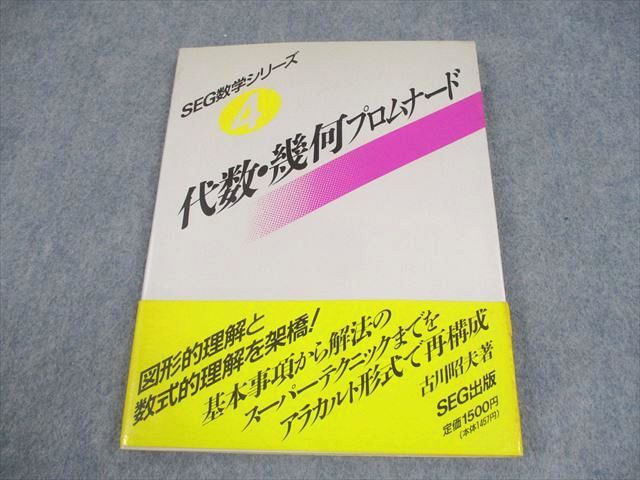 SEG数学シリーズ
4
代数・幾何プロムナード
図形的理解と
数式的理解を架橋!
基本事項から解法の
スーパーテクニックまでを
アラカルト形式で再構成
古川昭夫著
SEG出版
定価1500円
(本体1457円)